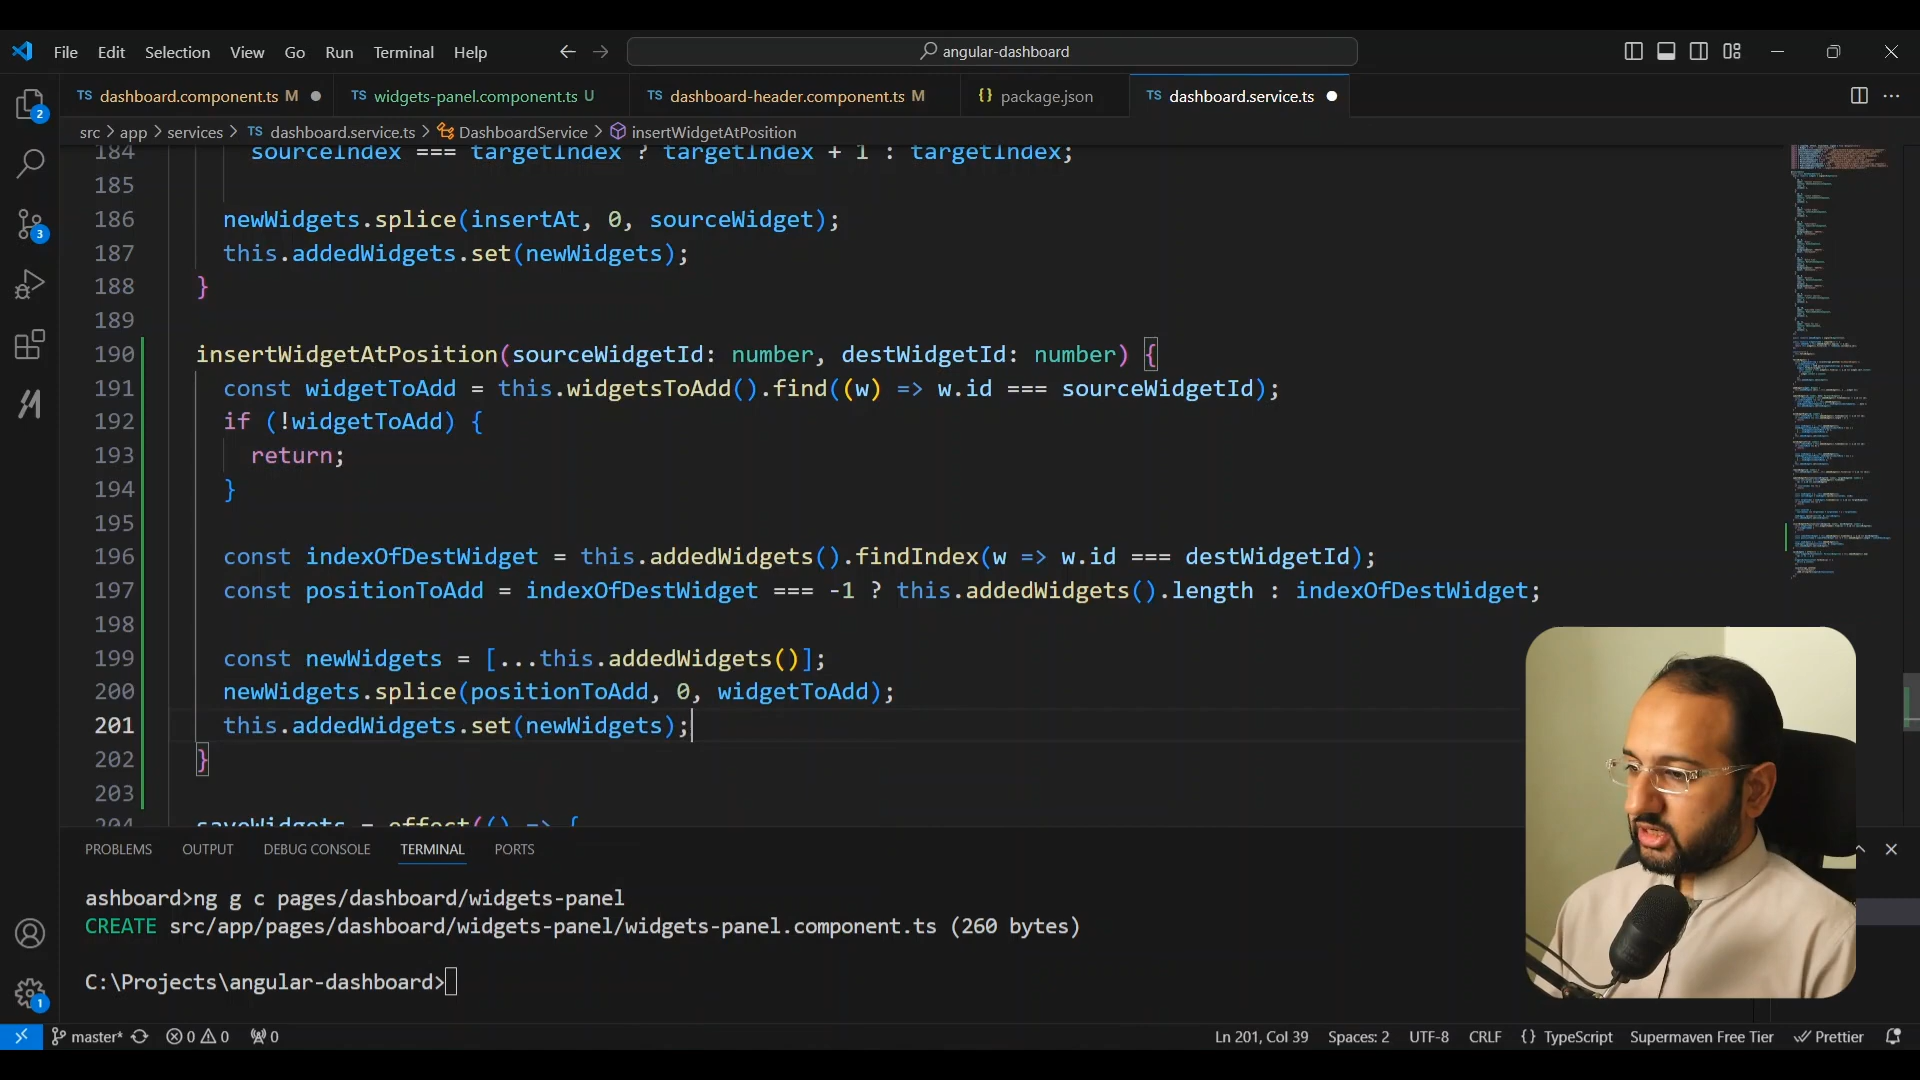 File Edit Selection View Go Run Terminal Help
angular-dashboard
TS dashboard.component.ts M
TS widgets-panel.component.ts U
TS dashboard-header.component.ts M
{} package.json
TS dashboard.service.ts
src > app > services > TS dashboard.service.ts > DashboardService > insertWidgetAtPosition
184 sourceIndex === targetIndex ? targetIndex + 1 : targetIndex;
185
186 newWidgets.splice(insertAt, 0, sourceWidget);
187 this.addedWidgets.set(newWidgets);
188 }
189
190 insertWidgetAtPosition(sourceWidgetId: number, destWidgetId: number) {
191 const widgetToAdd = this.widgetsToAdd().find((w) => w.id === sourceWidgetId);
192 if (!widgetToAdd) {
193 return;
194 }
195
196 const indexOfDestWidget = this.addedWidgets().findIndex(w => w.id === destWidgetId);
197 const positionToAdd = indexOfDestWidget === -1 ? this.addedWidgets().length : indexOfDestWidget;
198
199 const newWidgets = [...this.addedWidgets()];
200 newWidgets.splice(positionToAdd, 0, widgetToAdd);
201 this.addedWidgets.set(newWidgets);
202 }
203
204 saveWidgets = effect(() => {
PROBLEMS OUTPUT DEBUG CONSOLE TERMINAL PORTS
ashboard>ng g c pages/dashboard/widgets-panel
CREATE src/app/pages/dashboard/widgets-panel/widgets-panel.component.ts (260 bytes)
C:\Projects\angular-dashboard>
2
3
1
master* 0 0 0
Ln 201, Col 39 Spaces: 2 UTF-8 CRLF {} TypeScript Supermaven Free Tier Prettier